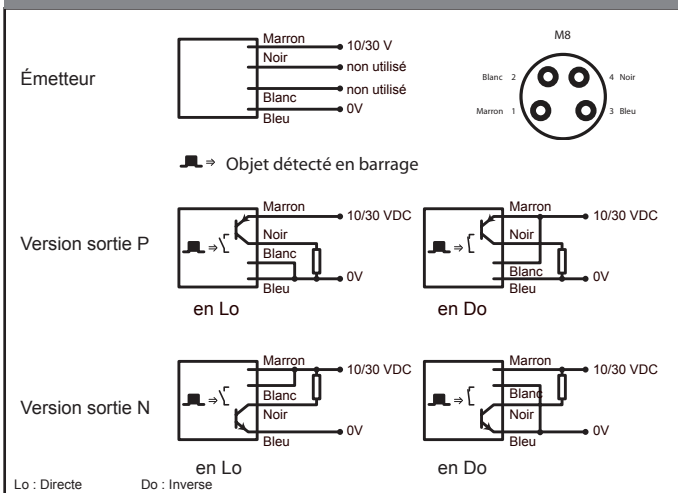 Émetteur
Marron
10/30 V
Noir
non utilisé
non utilisé
Blanc
0V
Bleu
M8
Blanc 2
4 Noir
Marron 1
3 Bleu
⇒ Objet détecté en barrage
Version sortie P
Marron
10/30 VDC
Noir
Blanc
0V
Bleu
en Lo
Marron
10/30 VDC
Noir
Blanc
0V
Bleu
en Do
Version sortie N
Marron
10/30 VDC
Blanc
Noir
0V
Bleu
en Lo
Marron
10/30 VDC
Blanc
Noir
0V
Bleu
en Do
Lo : Directe Do : Inverse